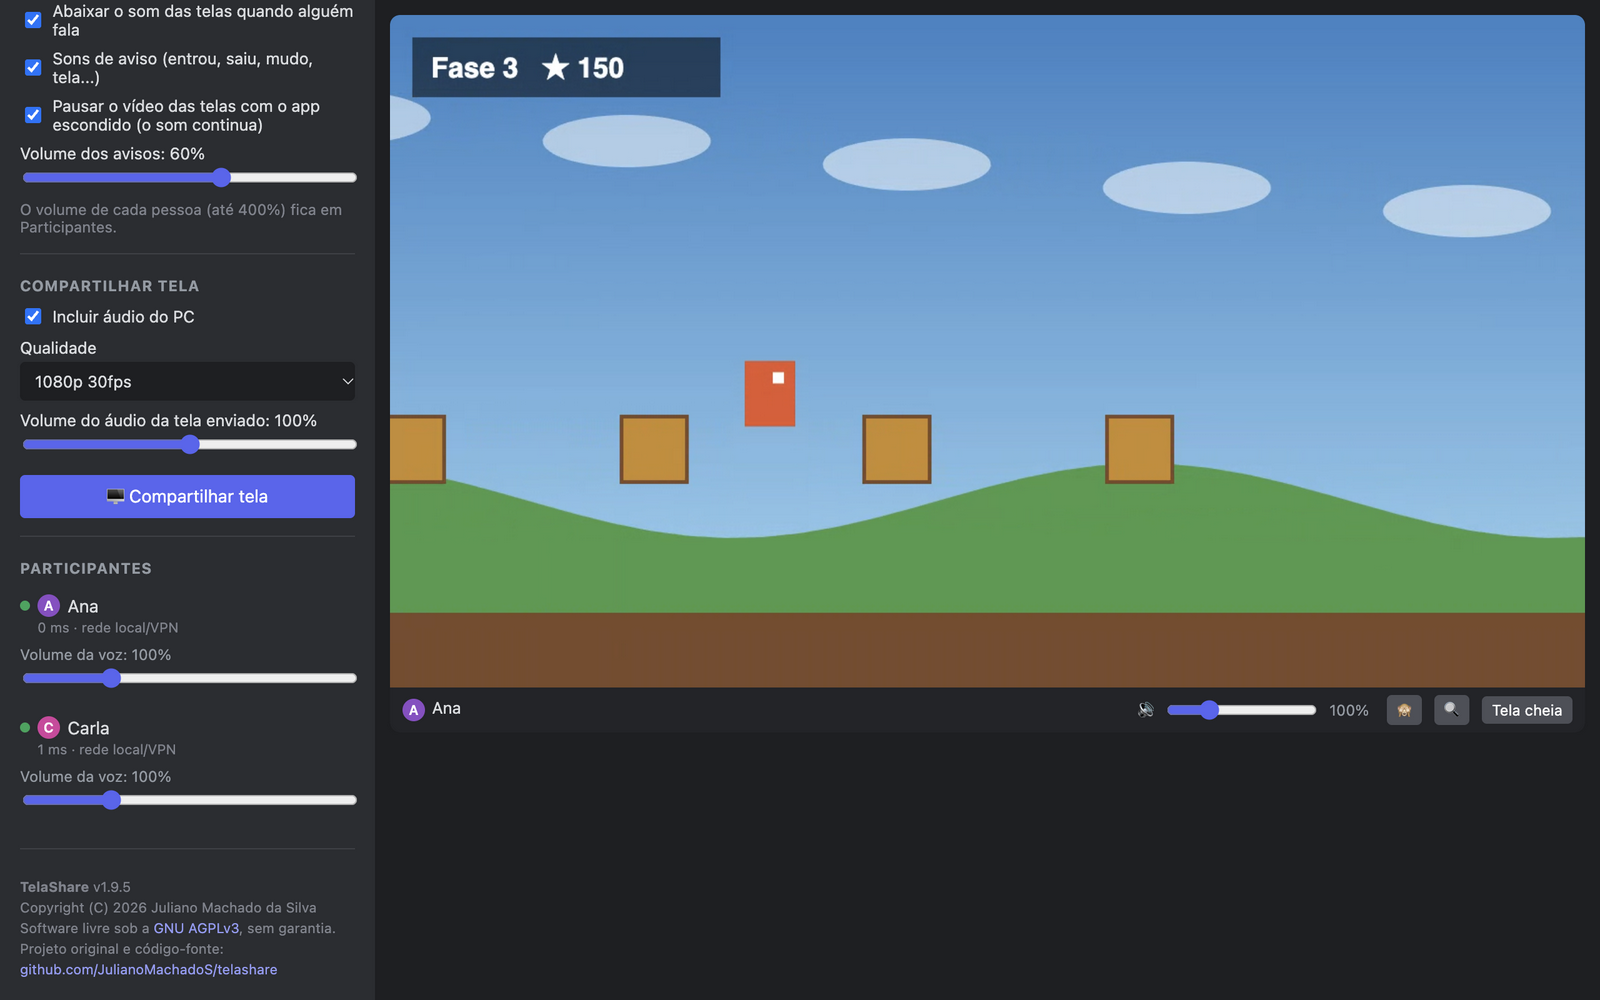 Abaixar o som das telas quando alguém
fala
Sons de aviso (entrou, saiu, mudo,
tela...)
Pausar o vídeo das telas com o app
escondido (o som continua)
Volume dos avisos: 60%
O volume de cada pessoa (até 400%) fica em
Participantes.
COMPARTILHAR TELA
Incluir áudio do PC
Qualidade
1080p 30fps
Volume do áudio da tela enviado: 100%
Compartilhar tela
PARTICIPANTES
A Ana
0 ms · rede local/VPN
Volume da voz: 100%
C Carla
1 ms · rede local/VPN
Volume da voz: 100%
TelaShare v1.9.5
Copyright (C) 2026 Juliano Machado da Silva
Software livre sob a GNU AGPLv3, sem garantia.
Projeto original e código-fonte:
github.com/JulianoMachadoS/telashare
Fase 3 ★ 150
A Ana
100%
Tela cheia